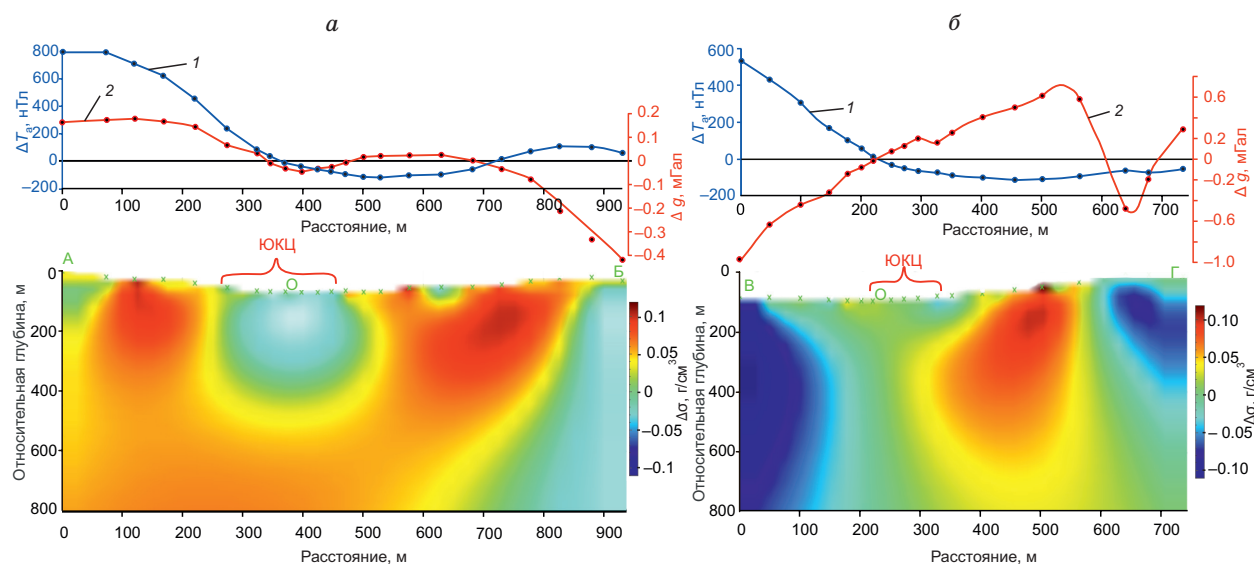 а
800
600
400
200
0
–200
ΔTа, нТл
1
2
0.2
0.1
0
–0.1
–0.2
–0.3
–0.4
Δ g, мГал
0 100 200 300 400 500 600 700 800 900
Расстояние, м
А
ЮКЦ
О
Б
0
200
400
600
800
Относительная глубина, м
0 100 200 300 400 500 600 700 800 900
Расстояние, м
0.1
0.05
0
–0.05
–0.1
Δσ, г/см3
б
600
400
200
0
–200
ΔTа, нТл
1
2
0.6
0.2
0
–0.2
–0.6
–1.0
Δ g, мГал
0 100 200 300 400 500 600 700
Расстояние, м
В
ЮКЦ
О
Г
0
200
400
600
800
Относительная глубина, м
0 100 200 300 400 500 600 700
Расстояние, м
0.10
0.05
0
–0.05
–0.10
Δσ, г/см3